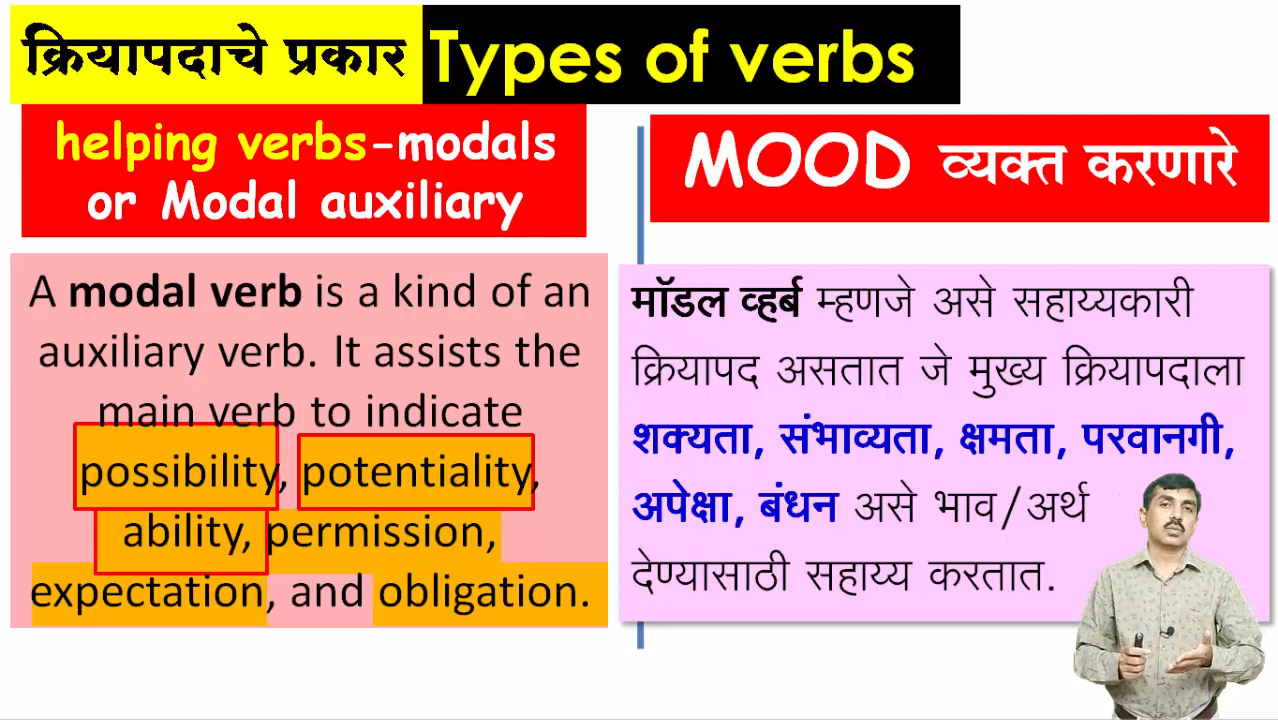 क्रियापदाचे प्रकार Types of verbs
helping verbs-modals
or Modal auxiliary
A modal verb is a kind of an
auxiliary verb. It assists the
main verb to indicate
possibility, potentiality,
ability, permission,
expectation, and obligation.
MOOD व्यक्त करणारे
मॉडल व्हर्ब म्हणजे असे सहाय्यकारी
क्रियापद असतात जे मुख्य क्रियापदाला
शक्यता, संभाव्यता, क्षमता, परवानगी,
अपेक्षा, बंधन असे भाव/अर्थ
देण्यासाठी सहाय्य करतात.